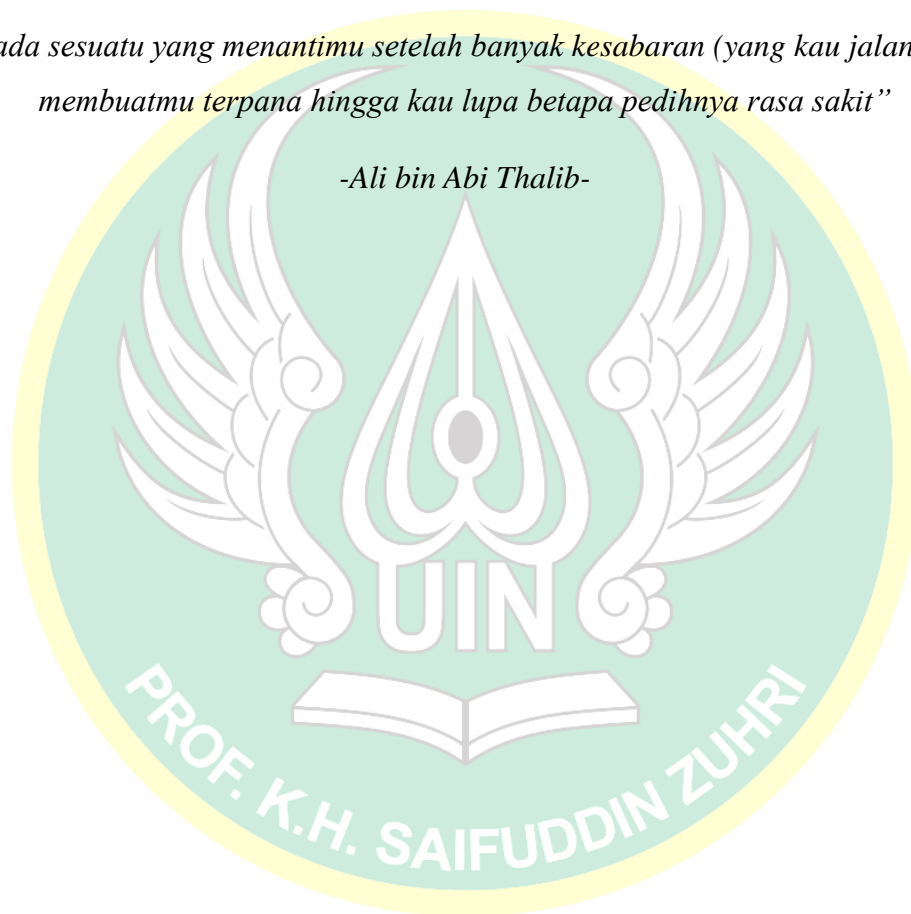 ada sesuatu yang menantimu setelah banyak kesabaran (yang kau jalan
membuatmu terpana hingga kau lupa betapa pedihnya rasa sakit”
-Ali bin Abi Thalib-
UIN
PROF. K.H. SAIFUDDIN ZUHRI